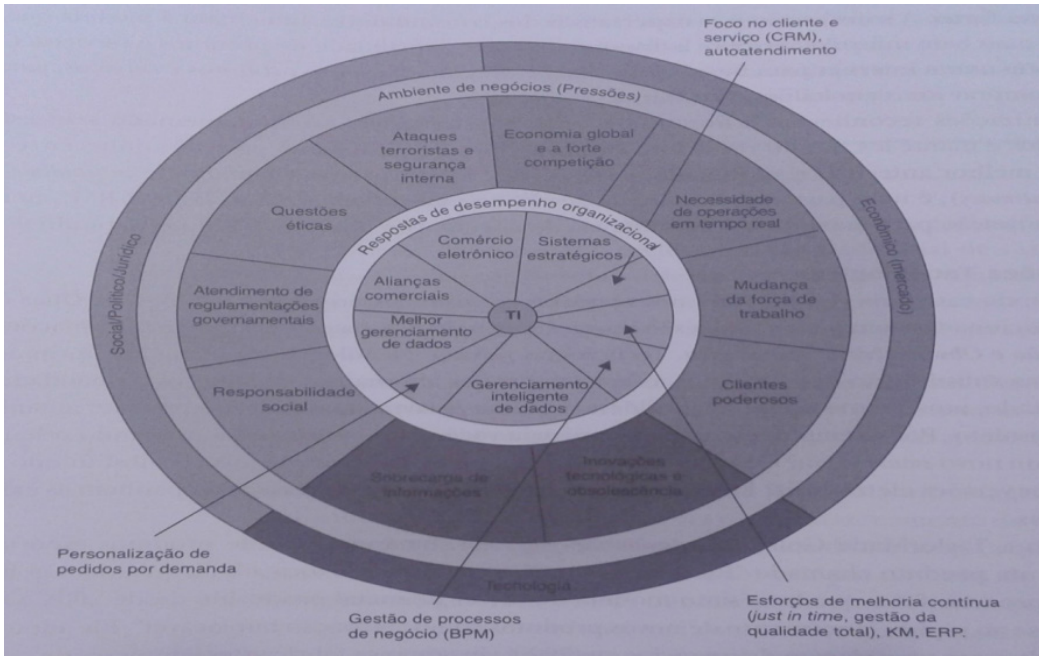 Foco no cliente e
serviço (CRM),
autoatendimento
Ambiente de negócios (Pressões)
Ataques
terroristas e
segurança
interna
Economia global
e a forte
competição
Questões
éticas
Necessidade
de operações
em tempo real
Respostas de desempenho organizacional
Comércio
eletrônico
Sistemas
estratégicos
Social/Político/Jurídico
Econômico (mercado)
Atendimento de
regulamentações
governamentais
Alianças
comerciais
TI
Mudança
da força de
trabalho
Melhor
gerenciamento
de dados
Responsabilidade
social
Gerenciamento
inteligente
de dados
Clientes
poderosos
Sobrecarga de
informações
Inovações
tecnológicas e
obsolescência
Tecnologia
Personalização de
pedidos por demanda
Gestão de processos
de negócio (BPM)
Esforços de melhoria contínua
(just in time, gestão da
qualidade total), KM, ERP.